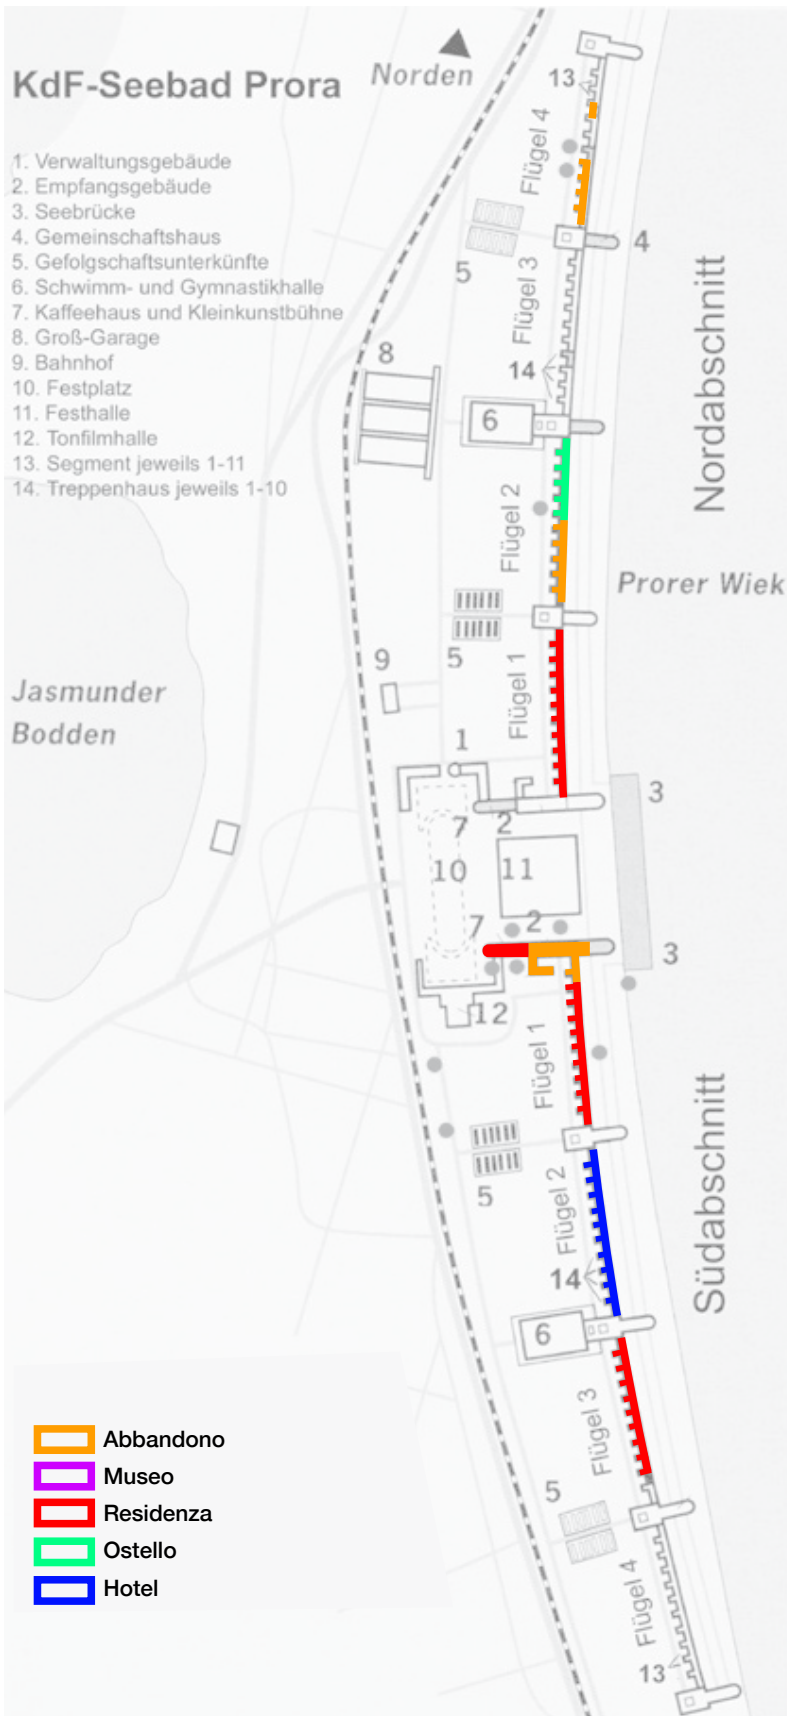 KdF-Seebad Prora
Norden
1. Verwaltungsgebäude
2. Empfangsgebäude
3. Seebrücke
4. Gemeinschaftshaus
5. Gefolgschaftsunterkünfte
6. Schwimm- und Gymnastikhalle
7. Kaffeehaus und Kleinkunstbühne
8. Groß-Garage
9. Bahnhof
10. Festplatz
11. Festhalle
12. Tonfilmhalle
13. Segment jeweils 1-11
14. Treppenhaus jeweils 1-10
13
Flügel 4
4
5
Flügel 3
Nordabschnitt
8
14
6
Flügel 2
Prorer Wiek
5
9
Flügel 1
Jasmunder
Bodden
1
3
7
2
10
11
7
2
3
12
Flügel 1
Südabschnitt
5
Flügel 2
14
6
Flügel 3
5
Flügel 4
13
Abbandono
Museo
Residenza
Ostello
Hotel